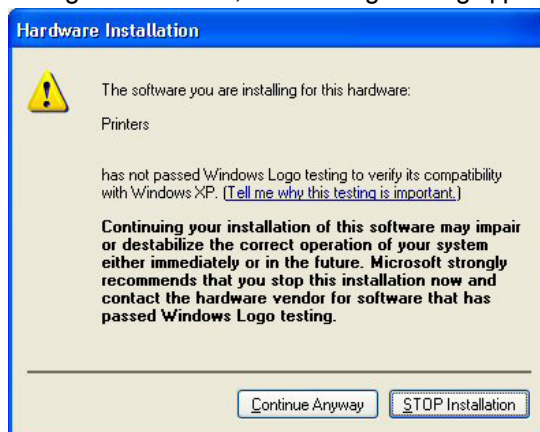 Hardware Installation
The software you are installing for this hardware:
Printers
has not passed Windows Logo testing to verify its compatibility
with Windows XP. (Tell me why this testing is important.)
Continuing your installation of this software may impair
or destabilize the correct operation of your system
either immediately or in the future. Microsoft strongly
recommends that you stop this installation now and
contact the hardware vendor for software that has
passed Windows Logo testing.
Continue Anyway
STOP Installation